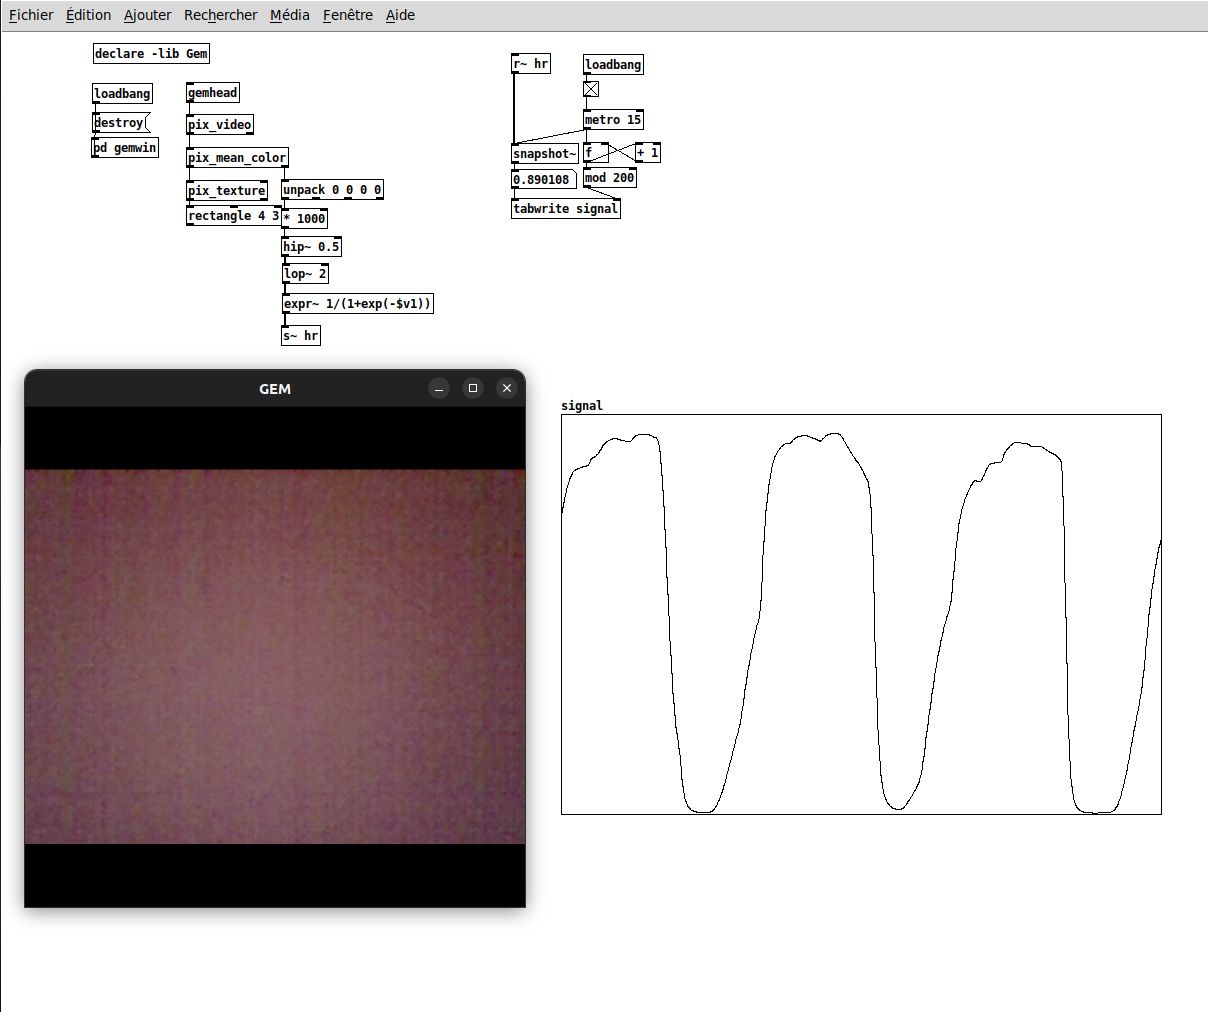 Fichier Édition Ajouter Rechercher Média Fenêtre Aide
declare -lib Gem
loadbang
destroy
pd gemwin
gemhead
pix_video
pix_mean_color
pix_texture
rectangle 4 3
unpack 0 0 0 0
* 1000
hip~ 0.5
lop~ 2
expr~ 1/(1+exp(-$v1))
s~ hr
r~ hr
loadbang
metro 15
snapshot~
f
+ 1
0.890108
mod 200
tabwrite signal
GEM
signal